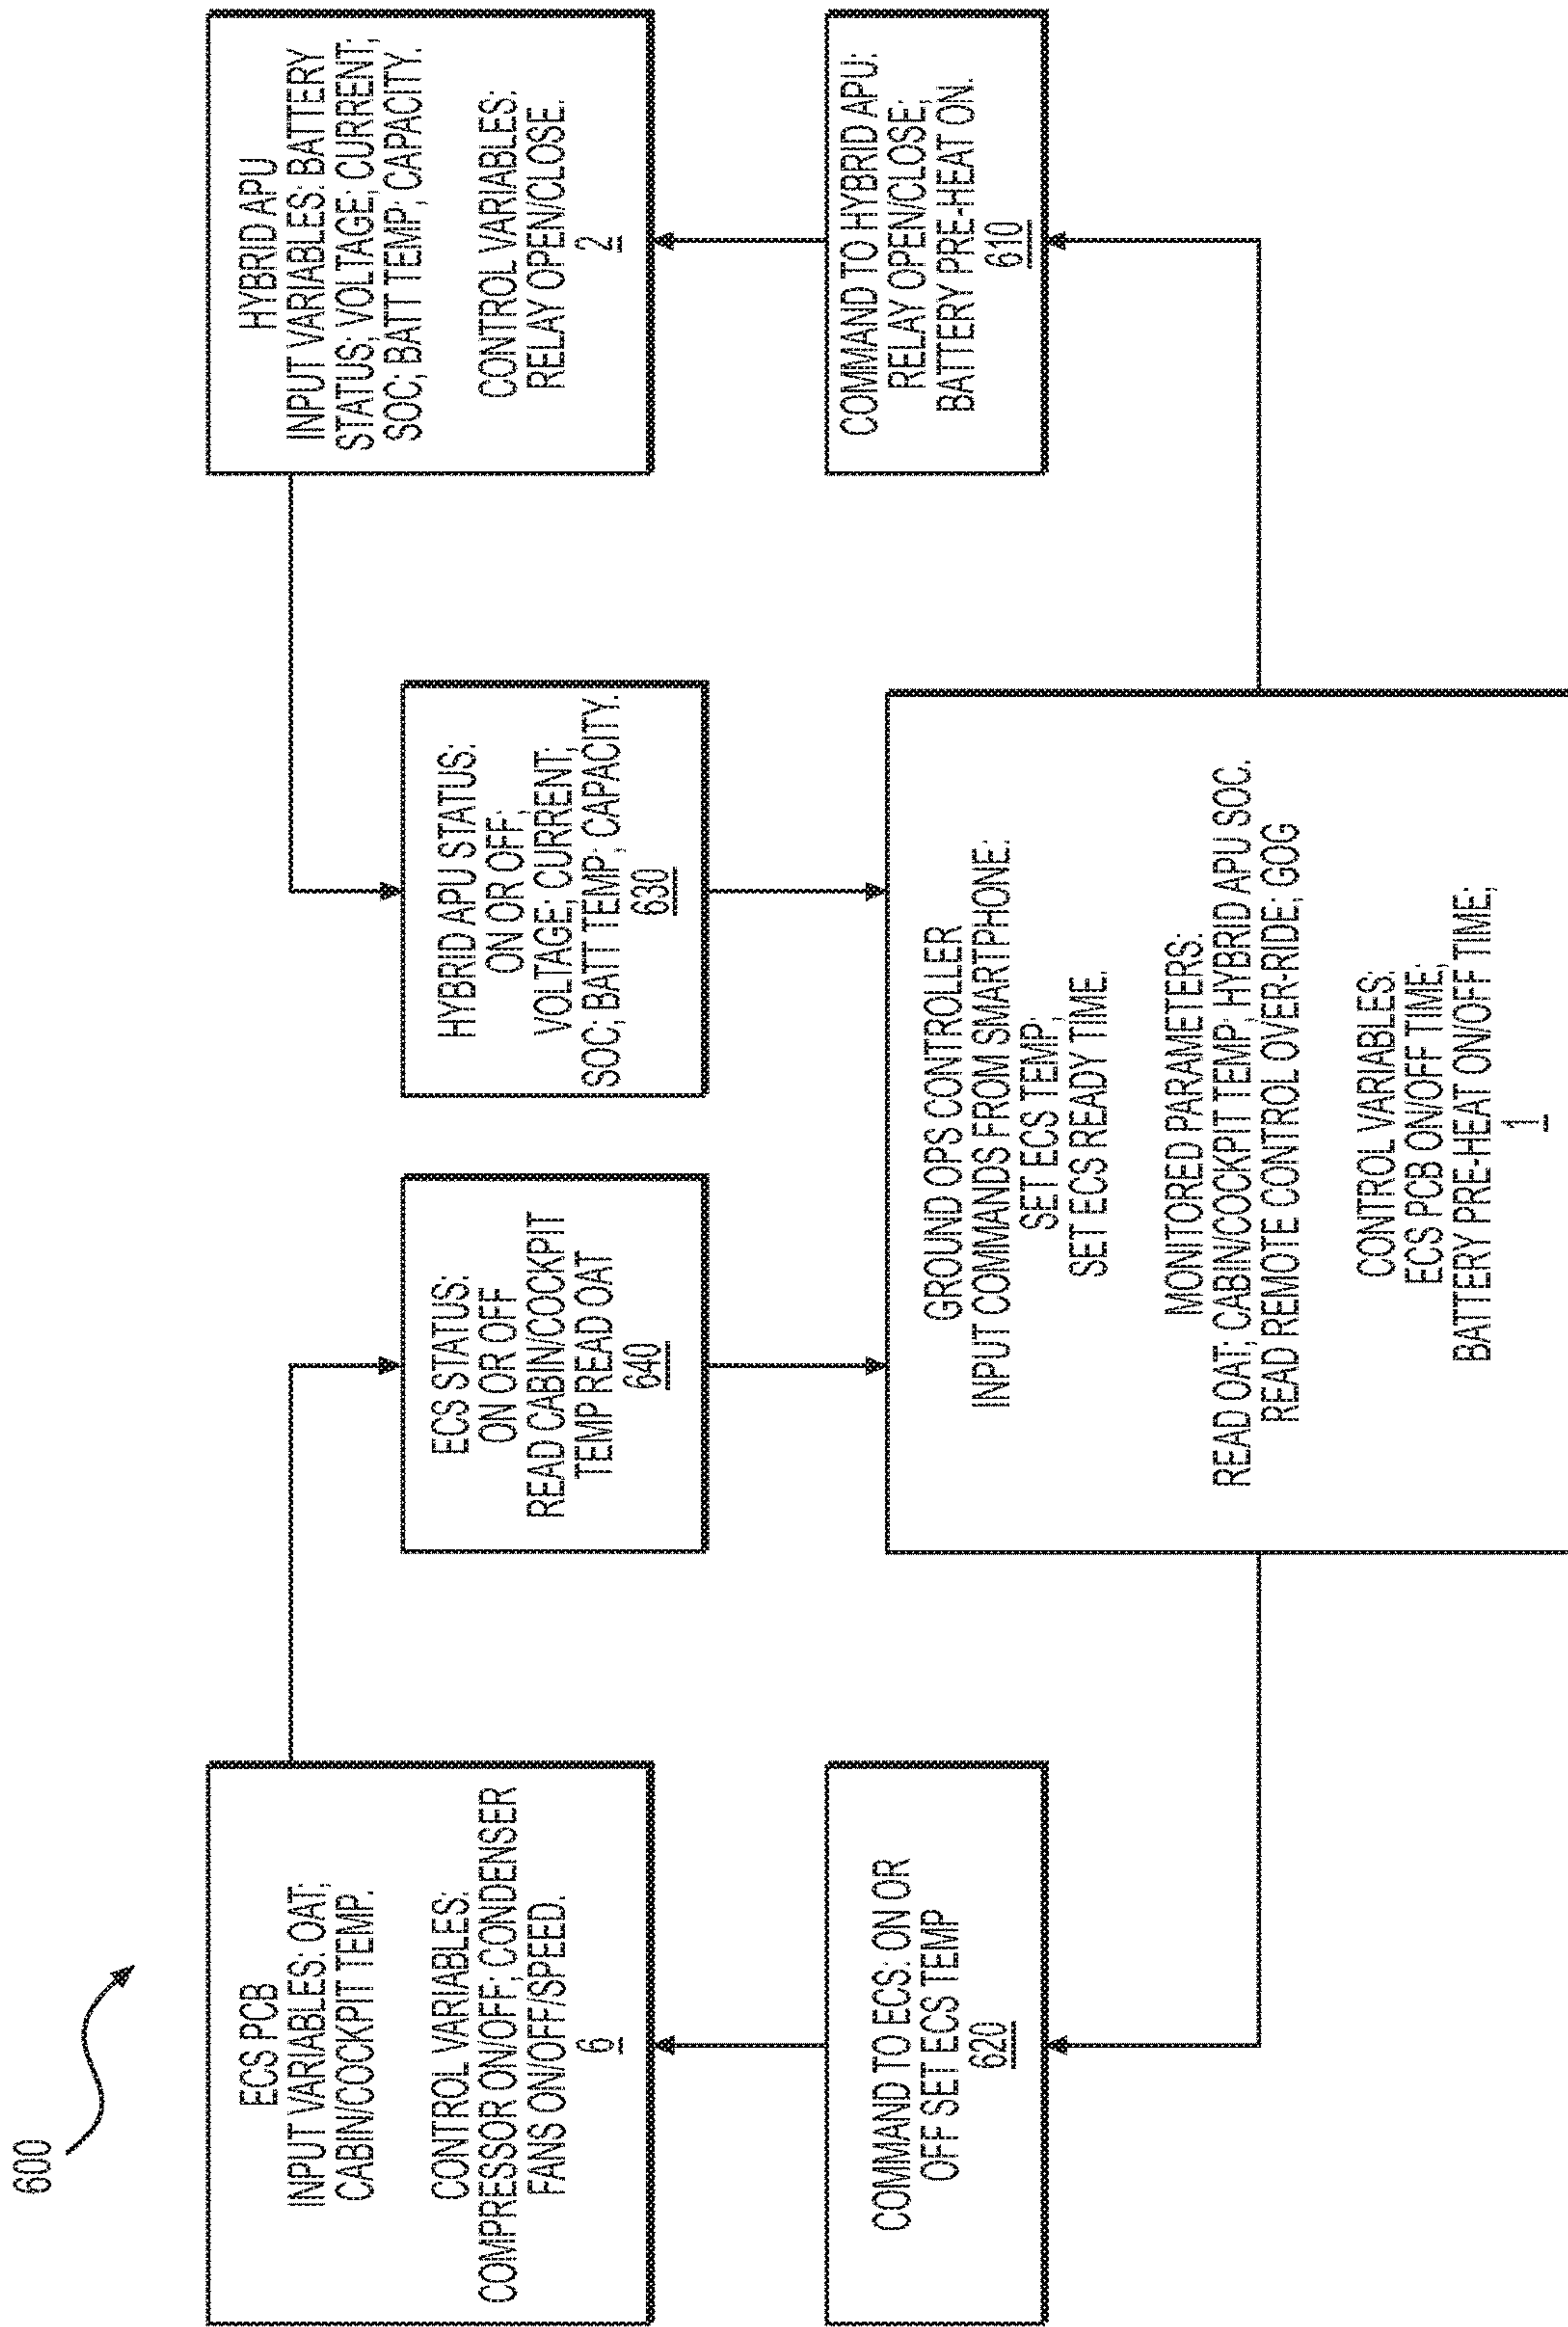 600
ECS PCB
INPUT VARIABLES: OAT;
CABIN/COCKPIT TEMP.
CONTROL VARIABLES:
COMPRESSOR ON/OFF; CONDENSER
FANS ON/OFF/SPEED.
6
HYBRID APU
INPUT VARIABLES: BATTERY
STATUS; VOLTAGE; CURRENT;
SOC; BATT TEMP; CAPACITY.
CONTROL VARIABLES:
RELAY OPEN/CLOSE.
2
ECS STATUS:
ON OR OFF
READ CABIN/COCKPIT
TEMP READ OAT
640
HYBRID APU STATUS:
ON OR OFF;
VOLTAGE; CURRENT;
SOC; BATT TEMP; CAPACITY.
630
COMMAND TO ECS: ON OR
OFF SET ECS TEMP
620
COMMAND TO HYBRID APU:
RELAY OPEN/CLOSE;
BATTERY PRE-HEAT ON.
610
GROUND OPS CONTROLLER
INPUT COMMANDS FROM SMARTPHONE:
SET ECS TEMP;
SET ECS READY TIME.
MONITORED PARAMETERS:
READ OAT; CABIN/COCKPIT TEMP; HYBRID APU SOC.
READ REMOTE CONTROL OVER-RIDE; GOG
CONTROL VARIABLES:
ECS PCB ON/OFF TIME;
BATTERY PRE-HEAT ON/OFF TIME;
1